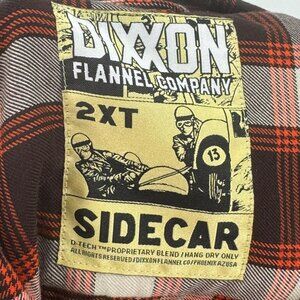 DIXXON
FLANNEL COMPANY
2XT
13
SIDECAR
D-TECH™ PROPRIETARY BLEND / HANG DRY ONLY
ALL RIGHTS RESERVED / DIXXON FLANNEL CO / PHOENIX AZ USA